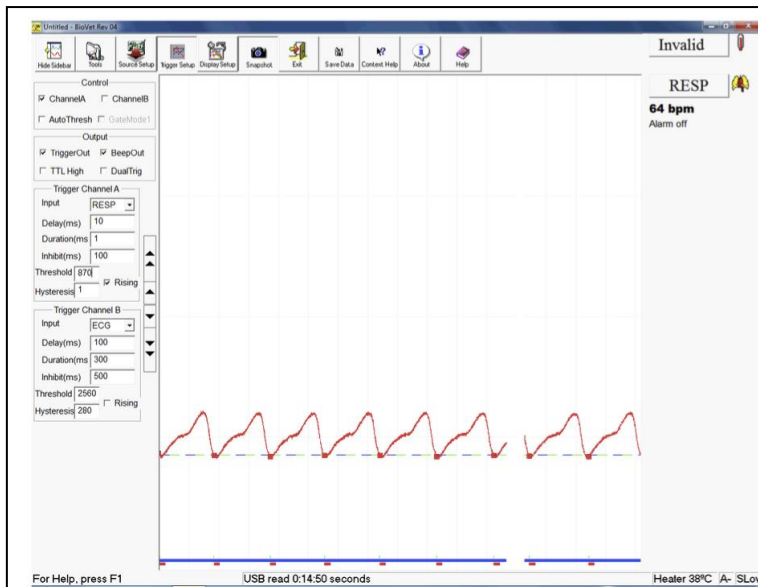 Untitled - BioVet Rev 04
Hide Sidebar Tools Source Setup Trigger Setup Display Setup Snapshot Exit Save Data Context Help About Help
Invalid
RESP
64 bpm
Alarm off
Control
ChannelA ChannelB
AutoThresh GateMode1
Output
TriggerOut BeepOut
TTL High DualTrig
Trigger Channel A
Input RESP
Delay(ms) 10
Duration(ms 1
Inhibit(ms) 100
Threshold 870
Rising
Hysteresis 1
Trigger Channel B
Input ECG
Delay(ms) 100
Duration(ms 300
Inhibit(ms) 500
Threshold 2560
Rising
Hysteresis 280
For Help, press F1 USB read 0:14:50 seconds Heater 38ºC A- SLov